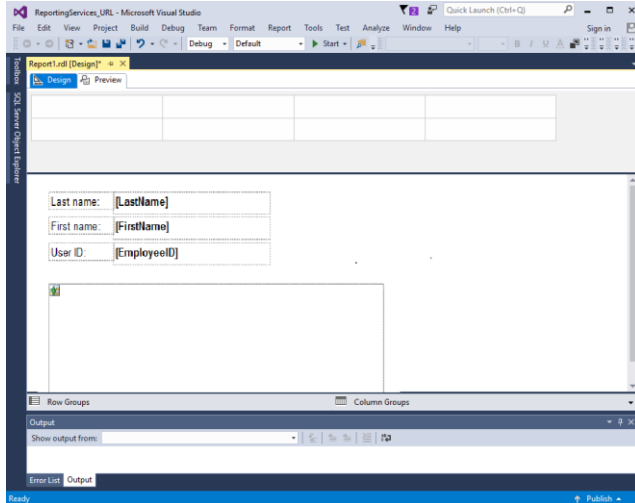 ReportingServices_URL - Microsoft Visual Studio
Quick Launch (Ctrl+Q)
File Edit View Project Build Debug Team Format Report Tools Test Analyze Window Help Sign in
Debug Default Start
Report1.rdl [Design]*
Design Preview
Toolbox
SQL Server Object Explorer
Last name: [LastName]
First name: [FirstName]
User ID: [EmployeeID]
Row Groups Column Groups
Output
Show output from:
Error List Output
Ready Publish